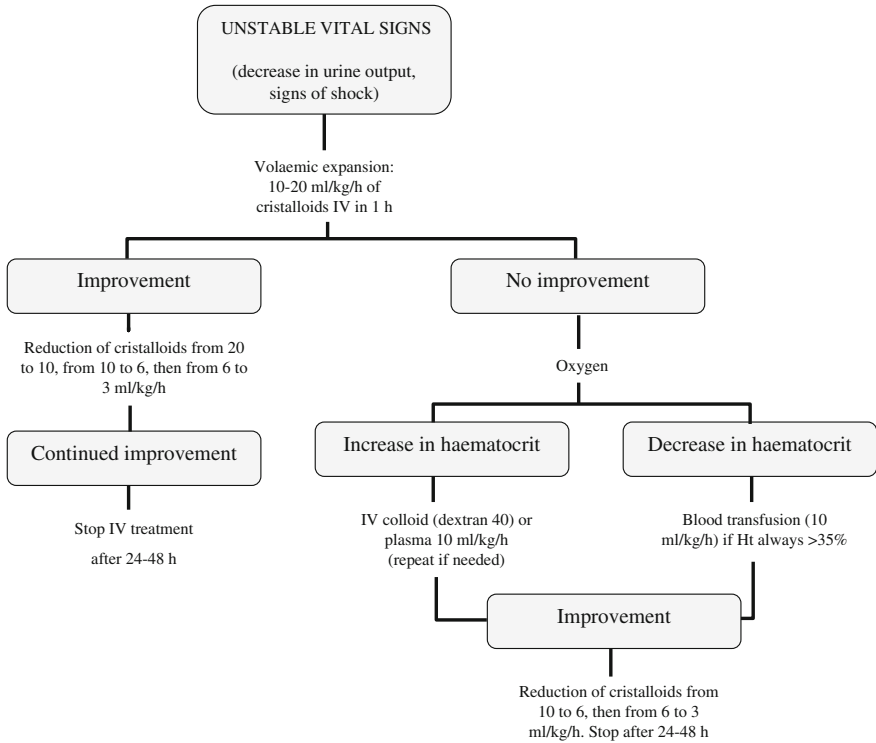 UNSTABLE VITAL SIGNS
(decrease in urine output,
signs of shock)
Volaemic expansion:
10-20 ml/kg/h of
cristalloids IV in 1 h
Improvement
No improvement
Reduction of cristalloids from 20
to 10, from 10 to 6, then from 6 to
3 ml/kg/h
Oxygen
Continued improvement
Increase in haematocrit
Decrease in haematocrit
Stop IV treatment
after 24-48 h
IV colloid (dextran 40) or
plasma 10 ml/kg/h
(repeat if needed)
Blood transfusion (10
ml/kg/h) if Ht always >35%
Improvement
Reduction of cristalloids from
10 to 6, then from 6 to 3
ml/kg/h. Stop after 24-48 h